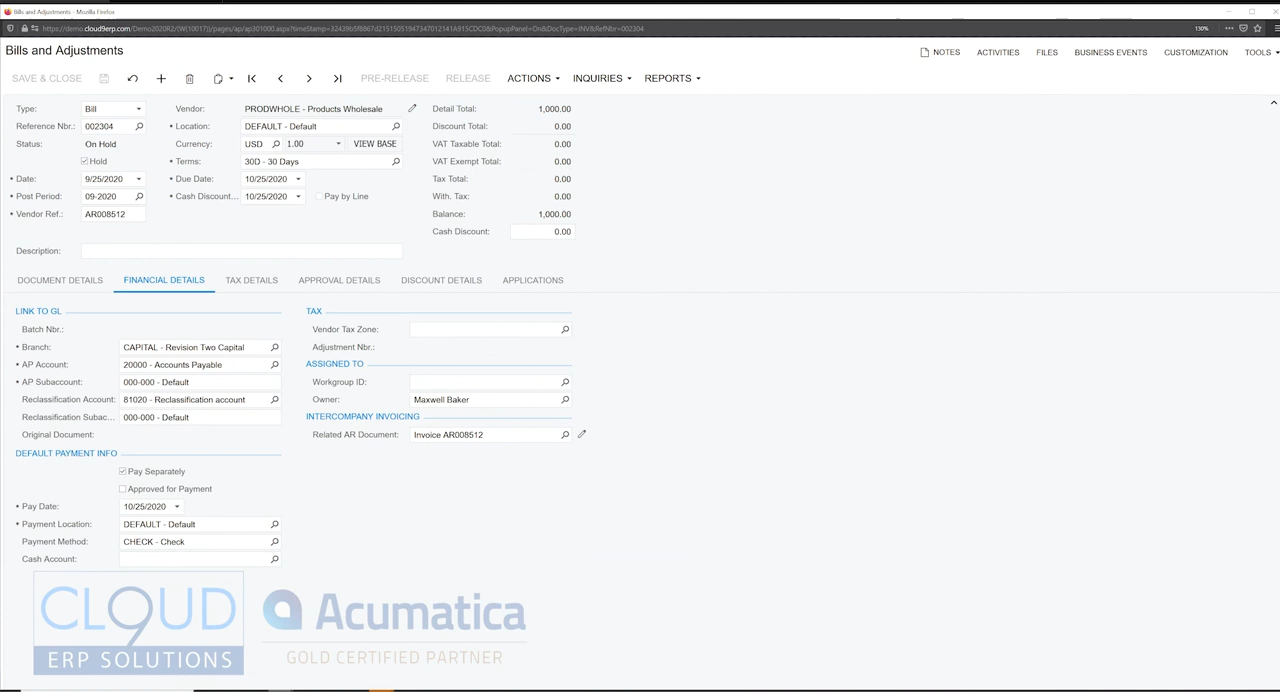 Bills and Adjustments - Mozilla Firefox
Bills and Adjustments
NOTES ACTIVITIES FILES BUSINESS EVENTS CUSTOMIZATION TOOLS
SAVE & CLOSE PRE-RELEASE RELEASE ACTIONS INQUIRIES REPORTS
130%
Type: Bill Vendor: PRODWHOLE - Products Wholesale Detail Total: 1,000.00
Reference Nbr.: 002304 Location: DEFAULT - Default Discount Total: 0.00
Status: On Hold Currency: USD 1.00 VIEW BASE VAT Taxable Total: 0.00
Hold Terms: 30D - 30 Days VAT Exempt Total: 0.00
Date: 9/25/2020 Due Date: 10/25/2020 Tax Total: 0.00
Post Period: 09-2020 Cash Discount... 10/25/2020 Pay by Line With. Tax: 0.00
Vendor Ref.: AR008512 Balance: 1,000.00
Cash Discount: 0.00
Description:
DOCUMENT DETAILS FINANCIAL DETAILS TAX DETAILS APPROVAL DETAILS DISCOUNT DETAILS APPLICATIONS
LINK TO GL
Batch Nbr.:
Branch: CAPITAL - Revision Two Capital
AP Account: 20000 - Accounts Payable
AP Subaccount: 000-000 - Default
Reclassification Account: 81020 - Reclassification account
Reclassification Subac... 000-000 - Default
Original Document:
DEFAULT PAYMENT INFO
Pay Separately
Approved for Payment
Pay Date: 10/25/2020
Payment Location: DEFAULT - Default
Payment Method: CHECK - Check
Cash Account:
TAX
Vendor Tax Zone:
Adjustment Nbr.:
ASSIGNED TO
Workgroup ID:
Owner: Maxwell Baker
INTERCOMPANY INVOICING
Related AR Document: Invoice AR008512
CLOUD9
ERP SOLUTIONS
a Acumatica
GOLD CERTIFIED PARTNER